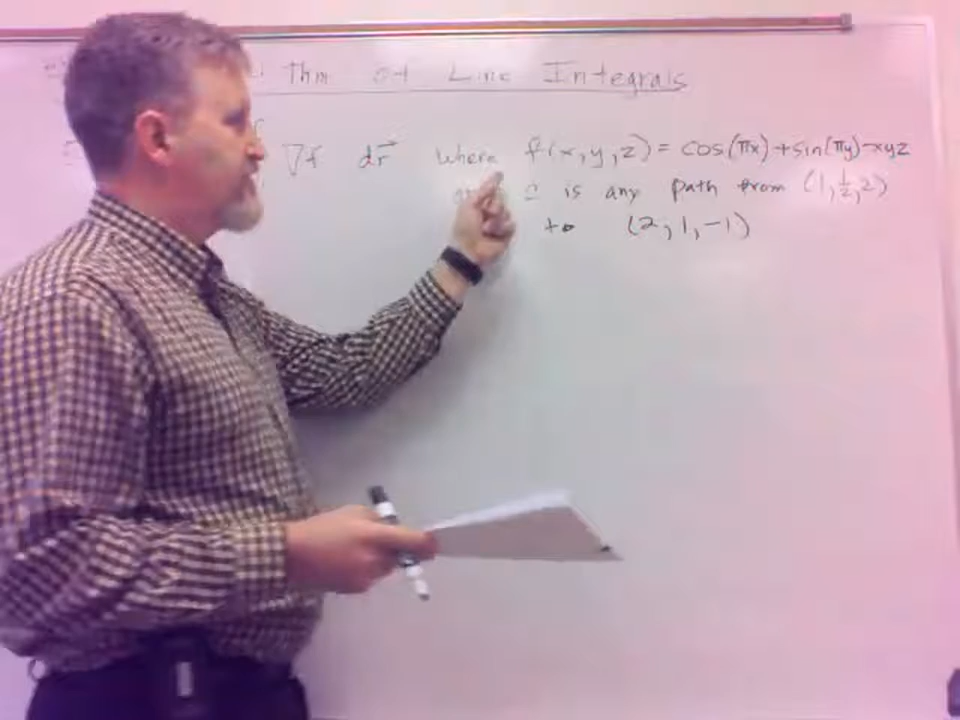 Thm of Line Integrals
∇f dr⃗ where f(x,y,z) = cos(πx)+sin(πy)-xyz
C is any path from (1,½,2)
to (2,1,-1)